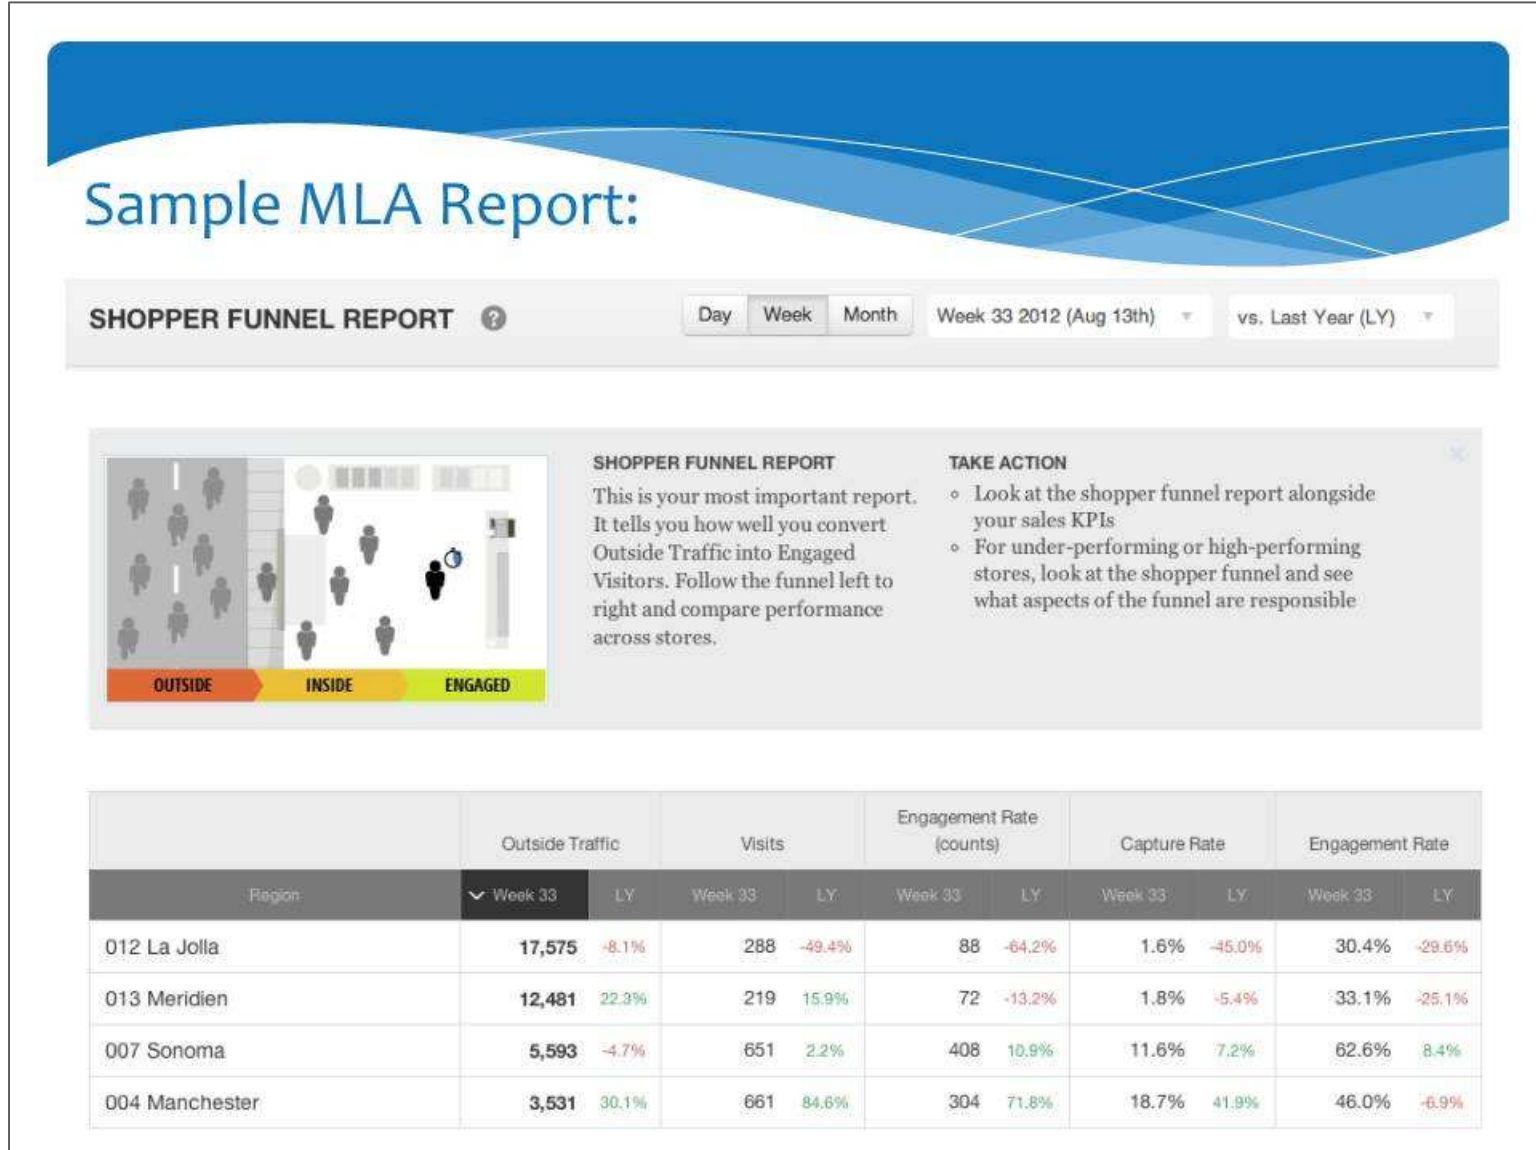 Sample MLA Report:
SHOPPER FUNNEL REPORT ?
Day Week Month Week 33 2012 (Aug 13th) vs. Last Year (LY)
SHOPPER FUNNEL REPORT
This is your most important report.
It tells you how well you convert
Outside Traffic into Engaged
Visitors. Follow the funnel left to
right and compare performance
across stores.
TAKE ACTION
Look at the shopper funnel report alongside
your sales KPIs
For under-performing or high-performing
stores, look at the shopper funnel and see
what aspects of the funnel are responsible
OUTSIDE INSIDE ENGAGED
Engagement Rate
Outside Traffic Visits (counts) Capture Rate Engagement Rate
Region Week 33 LY Week 33 LY Week 33 LY Week 33 LY Week 33 LY
012 La Jolla 17,575 -8.1% 288 -49.4% 88 -64.2% 1.6% -45.0% 30.4% -29.6%
013 Meridien 12,481 22.3% 219 15.9% 72 -13.2% 1.8% -5.4% 33.1% -25.1%
007 Sonoma 5,593 -4.7% 651 2.2% 408 10.9% 11.6% 7.2% 62.6% 8.4%
004 Manchester 3,531 30.1% 661 84.6% 304 71.8% 18.7% 41.9% 46.0% -6.9%